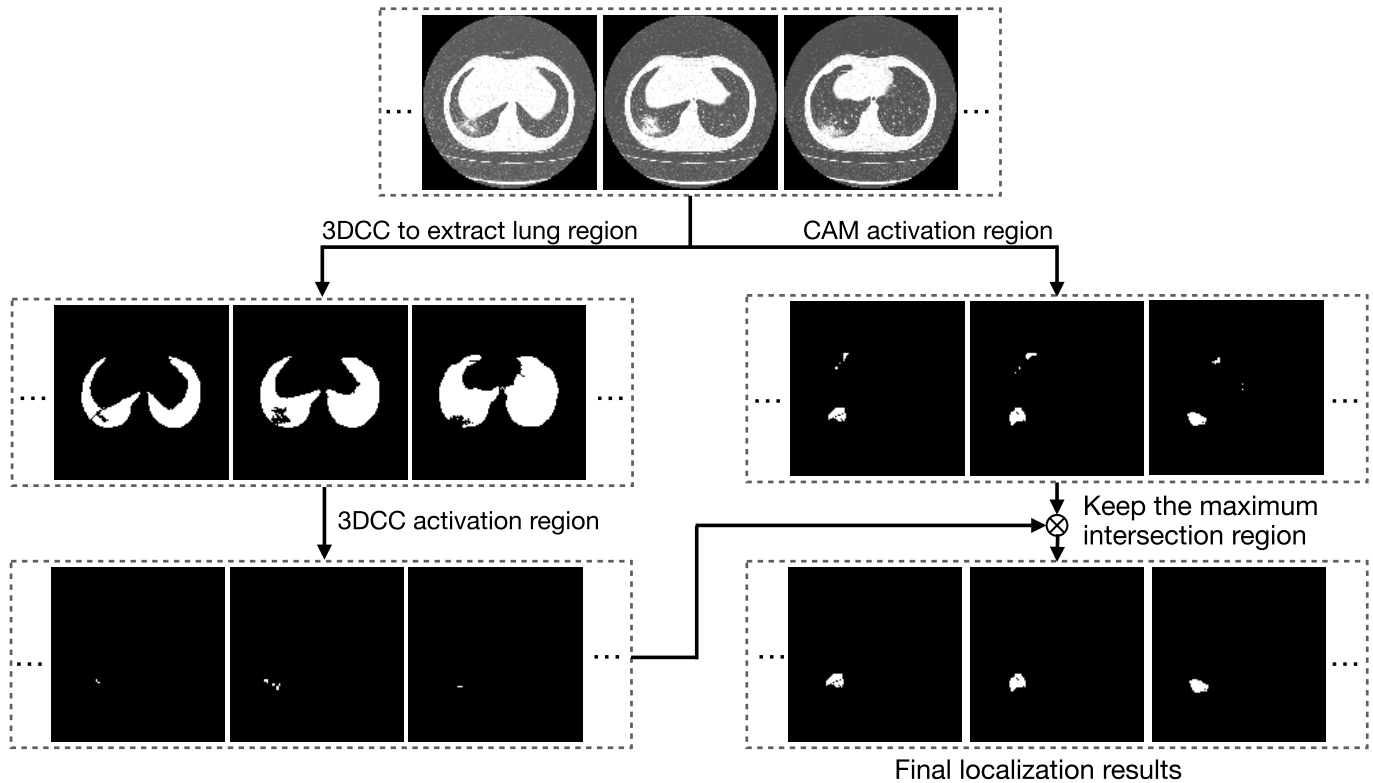 3DCC to extract lung region
CAM activation region
3DCC activation region
Keep the maximum
intersection region
Final localization results